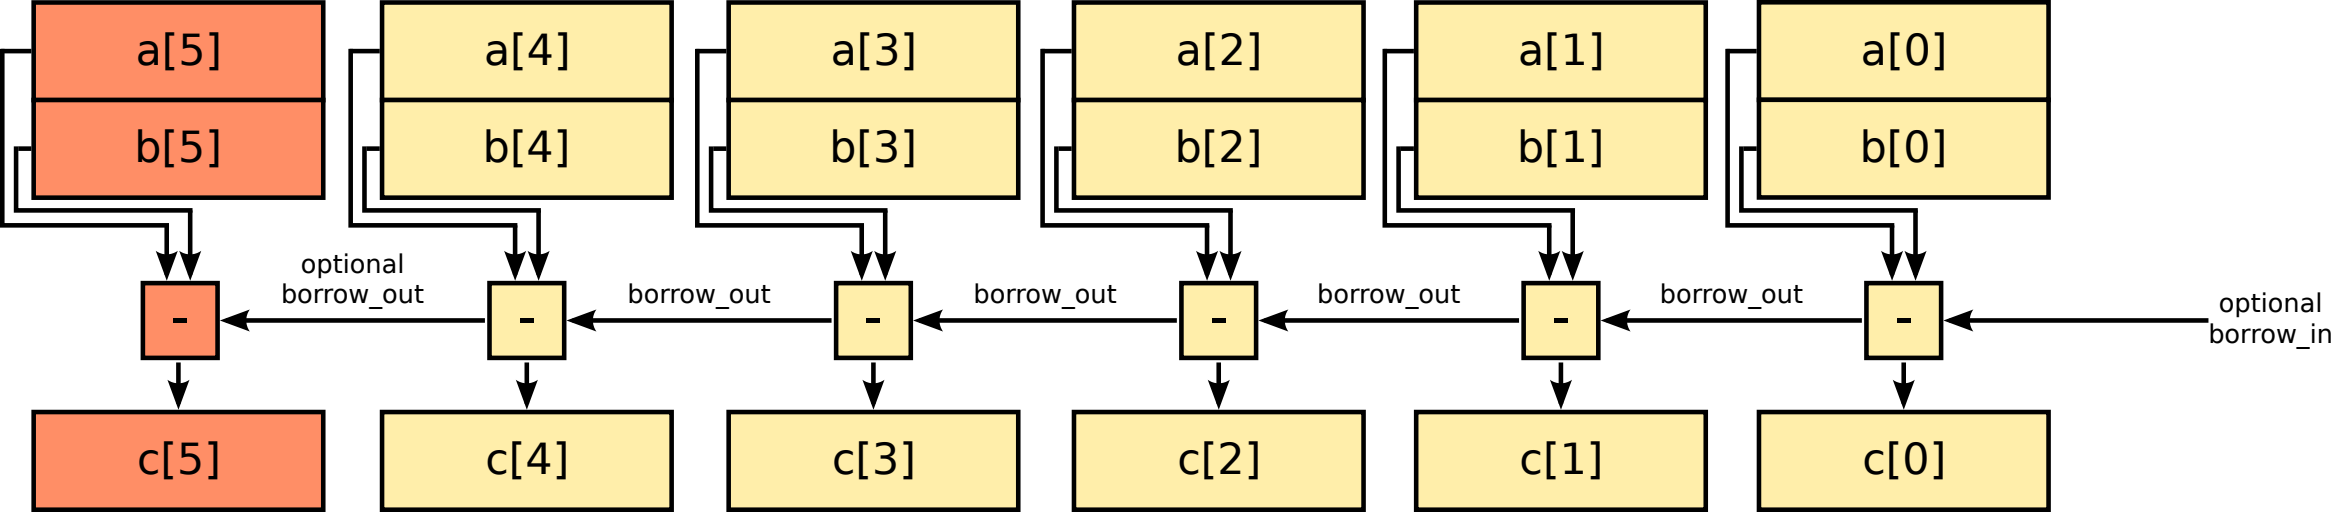 a[5] a[4] a[3] a[2] a[1] a[0]
b[5] b[4] b[3] b[2] b[1] b[0]
optional
borrow_out
borrow_out
borrow_out
borrow_out
borrow_out
optional
borrow_in
- - - - - -
c[5] c[4] c[3] c[2] c[1] c[0]